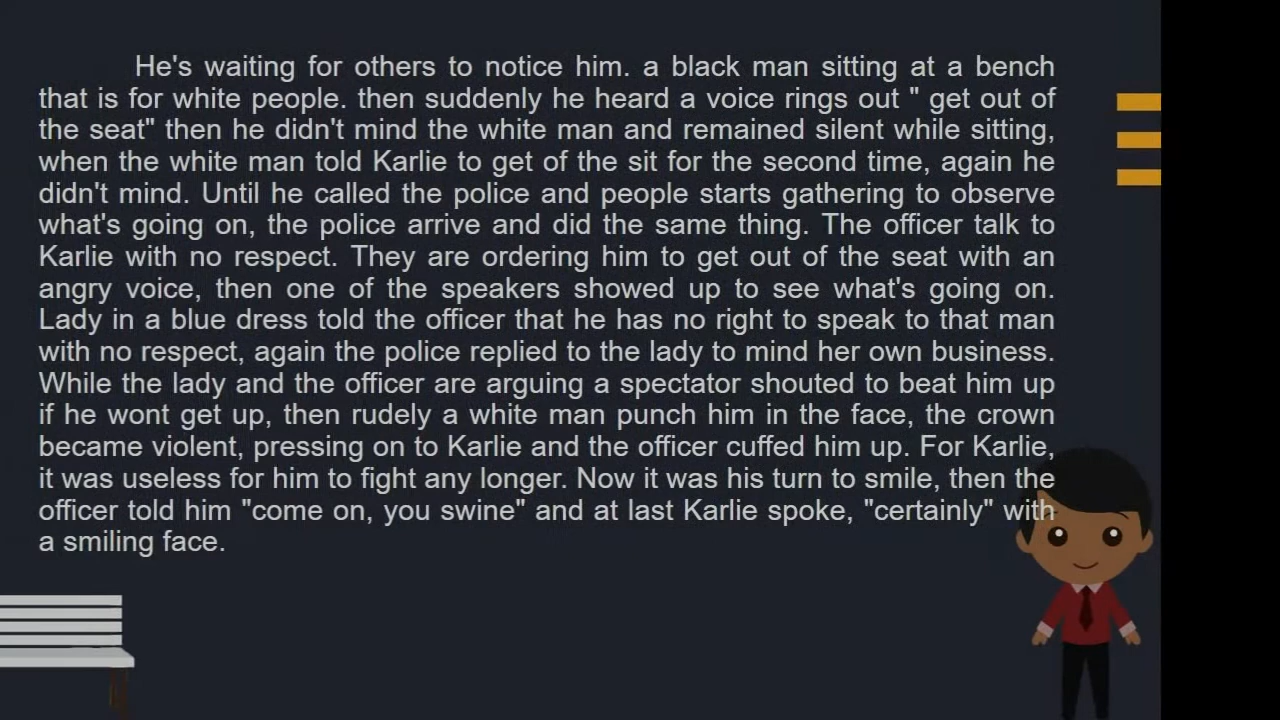 He's waiting for others to notice him. a black man sitting at a bench
that is for white people. then suddenly he heard a voice rings out " get out of
the seat" then he didn't mind the white man and remained silent while sitting,
when the white man told Karlie to get of the sit for the second time, again he
didn't mind. Until he called the police and people starts gathering to observe
what's going on, the police arrive and did the same thing. The officer talk to
Karlie with no respect. They are ordering him to get out of the seat with an
angry voice, then one of the speakers showed up to see what's going on.
Lady in a blue dress told the officer that he has no right to speak to that man
with no respect, again the police replied to the lady to mind her own business.
While the lady and the officer are arguing a spectator shouted to beat him up
if he wont get up, then rudely a white man punch him in the face, the crown
became violent, pressing on to Karlie and the officer cuffed him up. For Karlie,
it was useless for him to fight any longer. Now it was his turn to smile, then the
officer told him "come on, you swine" and at last Karlie spoke, "certainly" with
a smiling face.